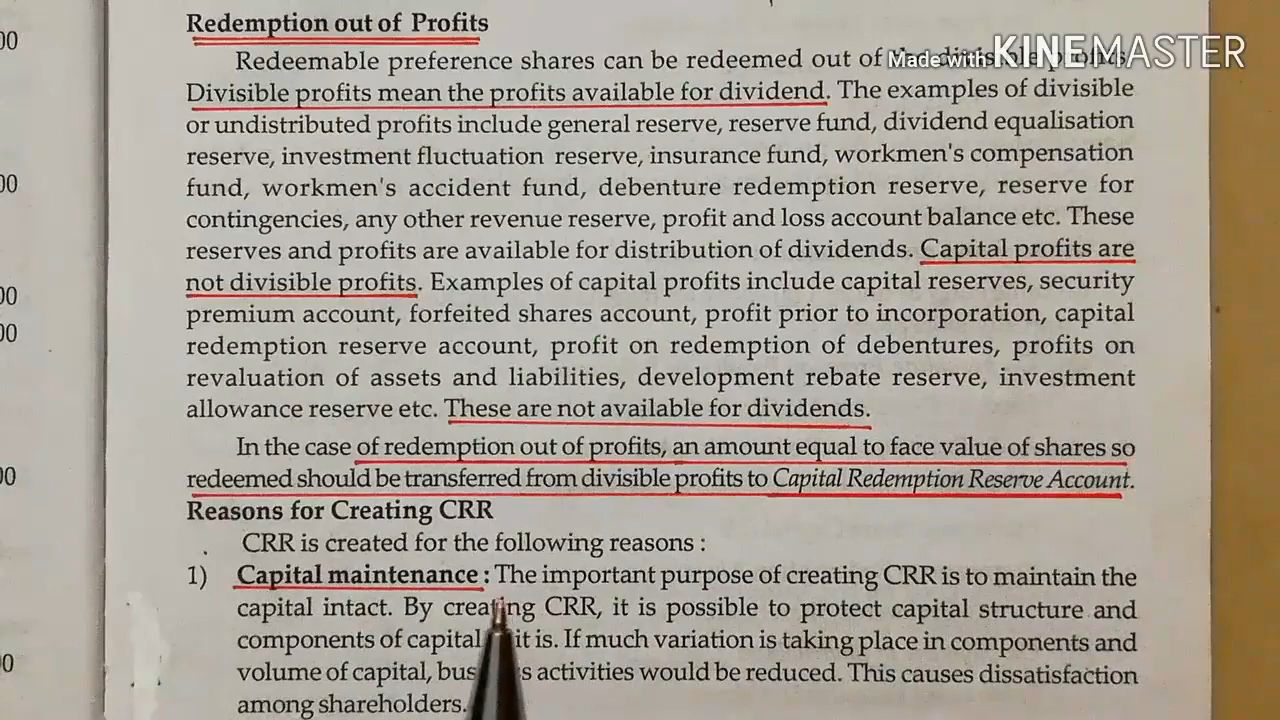 Redemption out of Profits
Redeemable preference shares can be redeemed out of
Made with KINEMASTER
Divisible profits mean the profits available for dividend. The examples of divisible
or undistributed profits include general reserve, reserve fund, dividend equalisation
reserve, investment fluctuation reserve, insurance fund, workmen's compensation
fund, workmen's accident fund, debenture redemption reserve, reserve for
contingencies, any other revenue reserve, profit and loss account balance etc. These
reserves and profits are available for distribution of dividends. Capital profits are
not divisible profits. Examples of capital profits include capital reserves, security
premium account, forfeited shares account, profit prior to incorporation, capital
redemption reserve account, profit on redemption of debentures, profits on
revaluation of assets and liabilities, development rebate reserve, investment
allowance reserve etc. These are not available for dividends.
In the case of redemption out of profits, an amount equal to face value of shares so
redeemed should be transferred from divisible profits to Capital Redemption Reserve Account.
Reasons for Creating CRR
CRR is created for the following reasons :
1) Capital maintenance : The important purpose of creating CRR is to maintain the
capital intact. By creating CRR, it is possible to protect capital structure and
components of capital it is. If much variation is taking place in components and
volume of capital, activities would be reduced. This causes dissatisfaction
among shareholders.